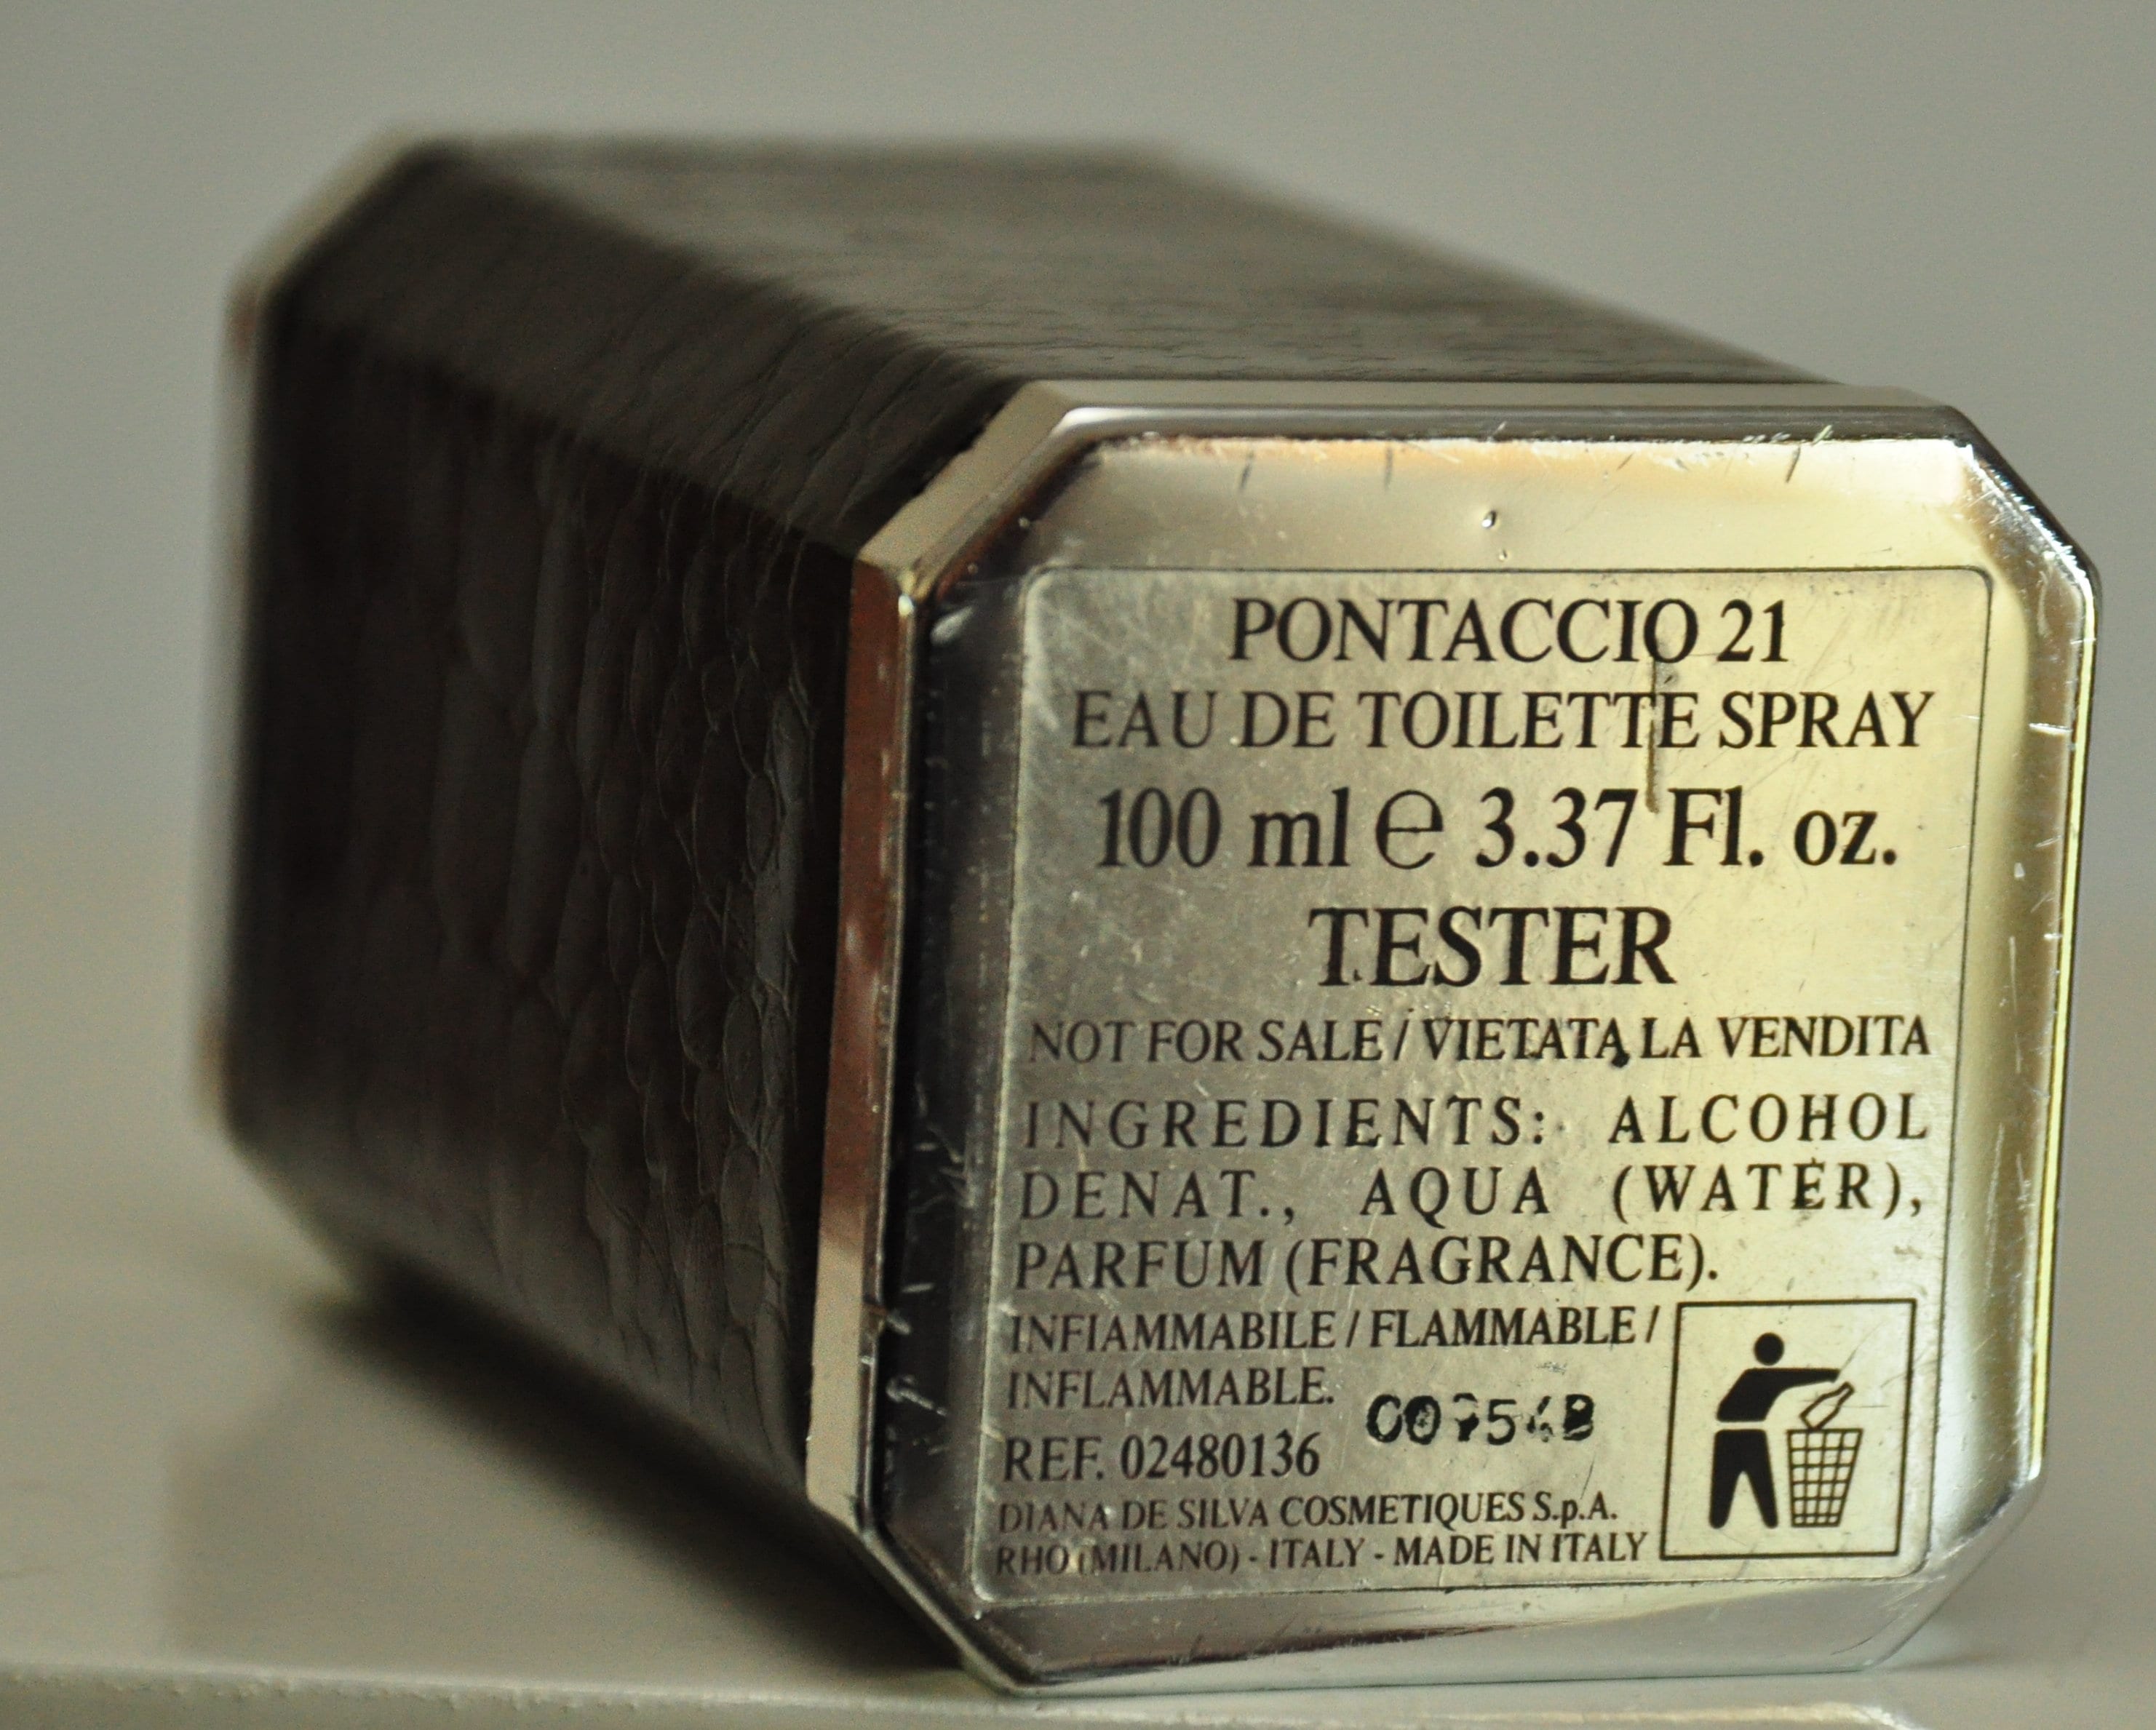 PONTACCIO 21
EAU DE TOILETTE SPRAY
100 ml ℮ 3.37 Fl. oz.
TESTER
NOT FOR SALE / VIETATA LA VENDITA
INGREDIENTS: ALCOHOL
DENAT., AQUA (WATER),
PARFUM (FRAGRANCE).
INFIAMMABILE / FLAMMABLE /
INFLAMMABLE.
REF. 02480136
DIANA DE SILVA COSMETIQUES S.p.A.
RHO (MILANO) - ITALY - MADE IN ITALY